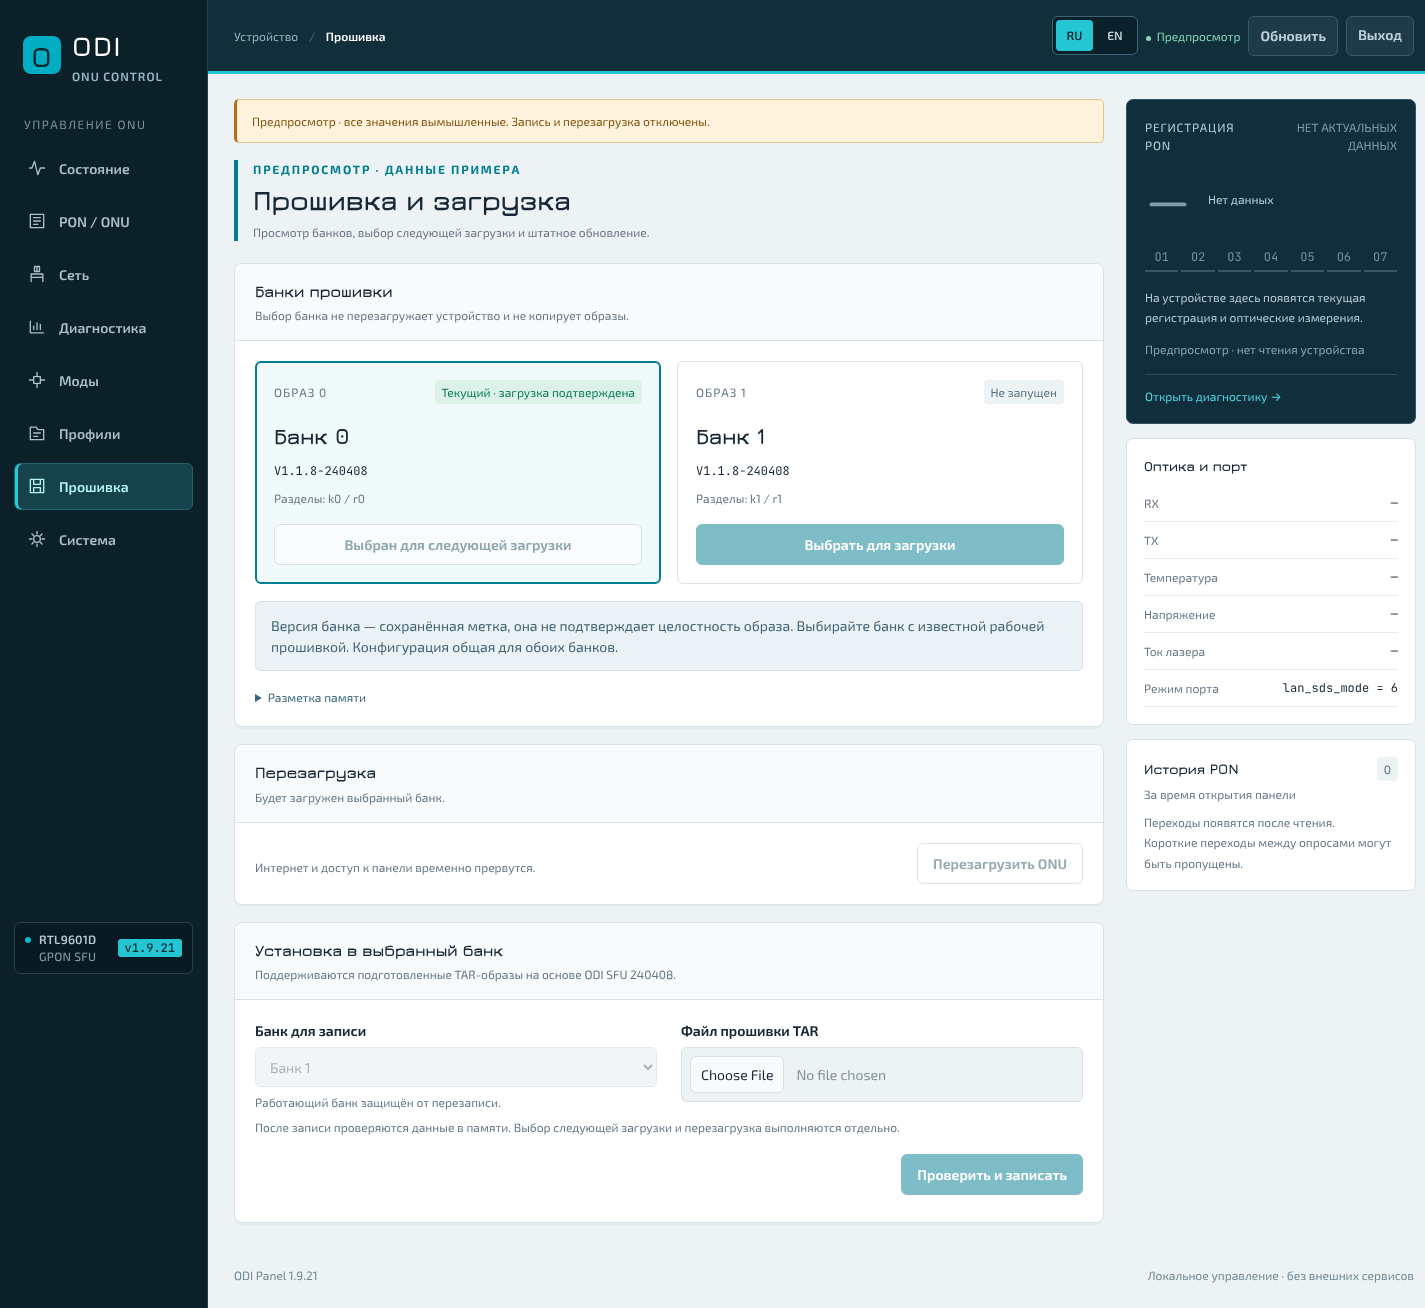 ODI
ONU CONTROL
УПРАВЛЕНИЕ ONU
Состояние
PON / ONU
Сеть
Диагностика
Моды
Профили
Прошивка
Система
RTL9601D
GPON SFU
v1.9.21
Устройство / Прошивка
RU EN
Предпросмотр
Обновить
Выход
Предпросмотр · все значения вымышленные. Запись и перезагрузка отключены.
ПРЕДПРОСМОТР · ДАННЫЕ ПРИМЕРА
Прошивка и загрузка
Просмотр банков, выбор следующей загрузки и штатное обновление.
Банки прошивки
Выбор банка не перезагружает устройство и не копирует образы.
ОБРАЗ 0
Текущий · загрузка подтверждена
Банк 0
V1.1.8-240408
Разделы: k0 / r0
Выбран для следующей загрузки
ОБРАЗ 1
Не запущен
Банк 1
V1.1.8-240408
Разделы: k1 / r1
Выбрать для загрузки
Версия банка — сохранённая метка, она не подтверждает целостность образа. Выбирайте банк с известной рабочей
прошивкой. Конфигурация общая для обоих банков.
Разметка памяти
Перезагрузка
Будет загружен выбранный банк.
Интернет и доступ к панели временно прервутся.
Перезагрузить ONU
Установка в выбранный банк
Поддерживаются подготовленные TAR-образы на основе ODI SFU 240408.
Банк для записи
Банк 1
Работающий банк защищён от перезаписи.
Файл прошивки TAR
Choose File No file chosen
После записи проверяются данные в памяти. Выбор следующей загрузки и перезагрузка выполняются отдельно.
Проверить и записать
РЕГИСТРАЦИЯ
PON
НЕТ АКТУАЛЬНЫХ
ДАННЫХ
— Нет данных
01 02 03 04 05 06 07
На устройстве здесь появятся текущая
регистрация и оптические измерения.
Предпросмотр · нет чтения устройства
Открыть диагностику →
Оптика и порт
RX —
TX —
Температура —
Напряжение —
Ток лазера —
Режим порта lan_sds_mode = 6
История PON 0
За время открытия панели
Переходы появятся после чтения.
Короткие переходы между опросами могут
быть пропущены.
ODI Panel 1.9.21
Локальное управление · без внешних сервисов